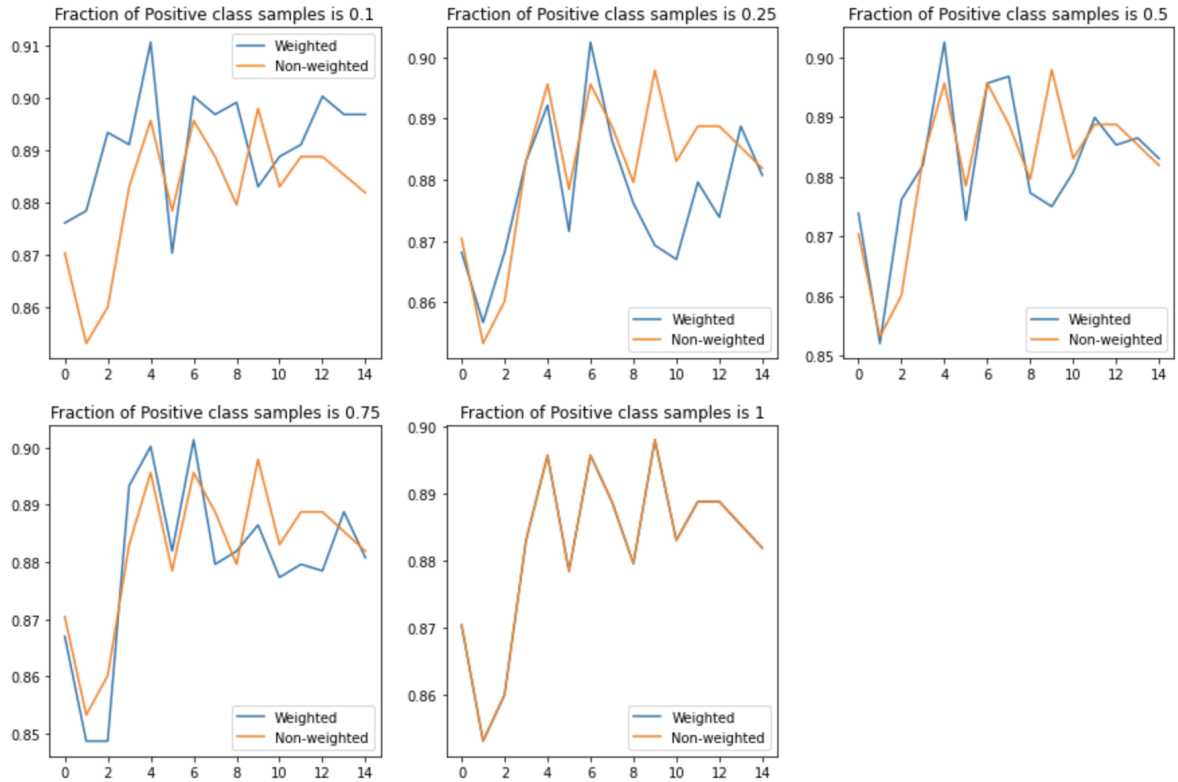 Fraction of Positive class samples is 0.1
0.91
0.90
0.89
0.88
0.87
0.86
0 2 4 6 8 10 12 14
Weighted
Non-weighted
Fraction of Positive class samples is 0.25
0.90
0.89
0.88
0.87
0.86
0 2 4 6 8 10 12 14
Weighted
Non-weighted
Fraction of Positive class samples is 0.5
0.90
0.89
0.88
0.87
0.86
0.85
0 2 4 6 8 10 12 14
Weighted
Non-weighted
Fraction of Positive class samples is 0.75
0.90
0.89
0.88
0.87
0.86
0.85
0 2 4 6 8 10 12 14
Weighted
Non-weighted
Fraction of Positive class samples is 1
0.90
0.89
0.88
0.87
0.86
0 2 4 6 8 10 12 14
Weighted
Non-weighted